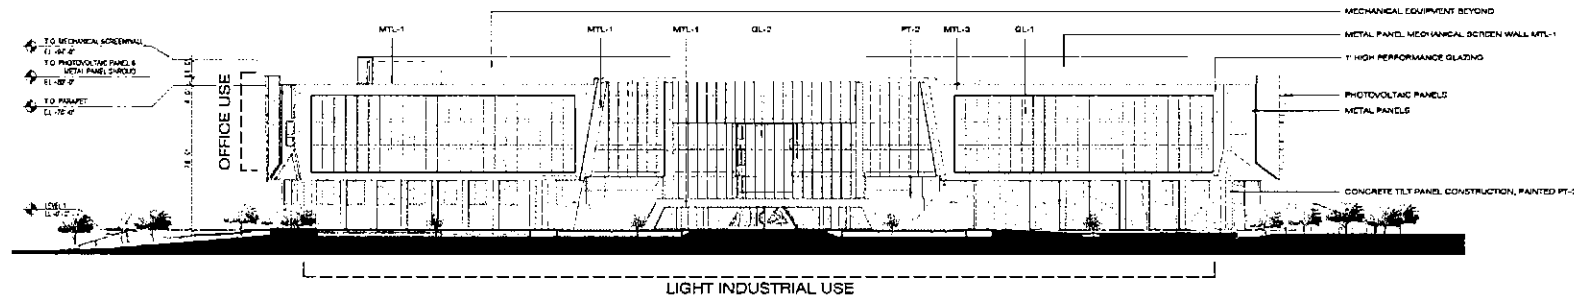 MECHANICAL EQUIPMENT BEYOND
MTL-1
MTL-1
MTL-1
GL-2
PT-2
MTL-3
GL-1
METAL PANEL MECHANICAL SCREEN WALL MTL-1
1" HIGH PERFORMANCE GLAZING
T.O. MECHANICAL SCREENWALL
T.O. PHOTOVOLTAIC PANEL &
METAL PANEL SHROUD
T.O. PARAPET
OFFICE USE
PHOTOVOLTAIC PANELS
METAL PANELS
CONCRETE TILT PANEL CONSTRUCTION, PAINTED
LEVEL 1
LIGHT INDUSTRIAL USE